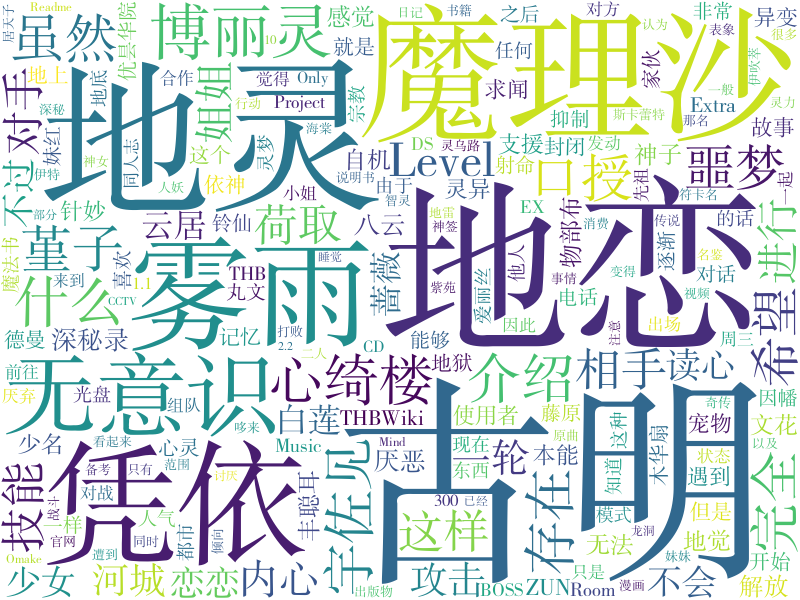 居夫子
Readme
日记
书籍
之后
对方
认为
很多
虽然
博丽灵
优昙华院
感觉
非常
异变
魔理沙
10
就是
任何
表象
地上
地底
合作
觉得
Only
家伙
伊吹萃
一般
灵力
对手
地灵
姐姐
Project
宗教
求闻
Extra
深秘
行动
抑制
斯卡蕾特
那名
同人志
海棠
DS
灵乌路
支援
封闭
发动
故事
妹红
灵梦
Level
不过
神女
这个
自机
射命
神子
噩梦
伊特
人妖
依神
说明书
由于
灵异
先祖
一起
符卡名
针妙
小姐
智灵
口授
部分
云居
铃仙
荷取
八云
地雷
消费
EX
传说
的话
神签
物部布
进行
堇子
雾雨
蔷薇
他人
逐渐
名鉴
魔法书
喜欢
THB
睡觉
紫苑
事情
变得
对话
来到
1.1
丸文
爱丽丝
电话
视频
什么
CCTV
地恋
德曼
深秘录
记忆
打败
2.2
因此
出场
注意
周三
希望
前往
二人
CD
能够
无意识
心绮楼
介绍
相手
读心
厌弃
光盘
组队
地狱
奇传
因幡
白莲
THBWiki
使用者
藤原
原曲
以及
宠物
文花
少名
看起来
哆来
心灵
Music
现在
Mind
备考
只有
范围
讨厌
厌恶
东西
本能
状态
遇到
技能
凭依
古明
一轮
对战
丰聪耳
知道
这种
木华扇
战斗
一样
人气
宇佐见
300
已经
存在
模式
但是
完全
龙洞
官网
同时
倾向
都市
这样
无法
地觉
遭到
妹妹
开始
Omake
少女
河城
恋恋
内心
出版物
攻击
BOSS
ZUN
Room
只是
漫画
不会
解放